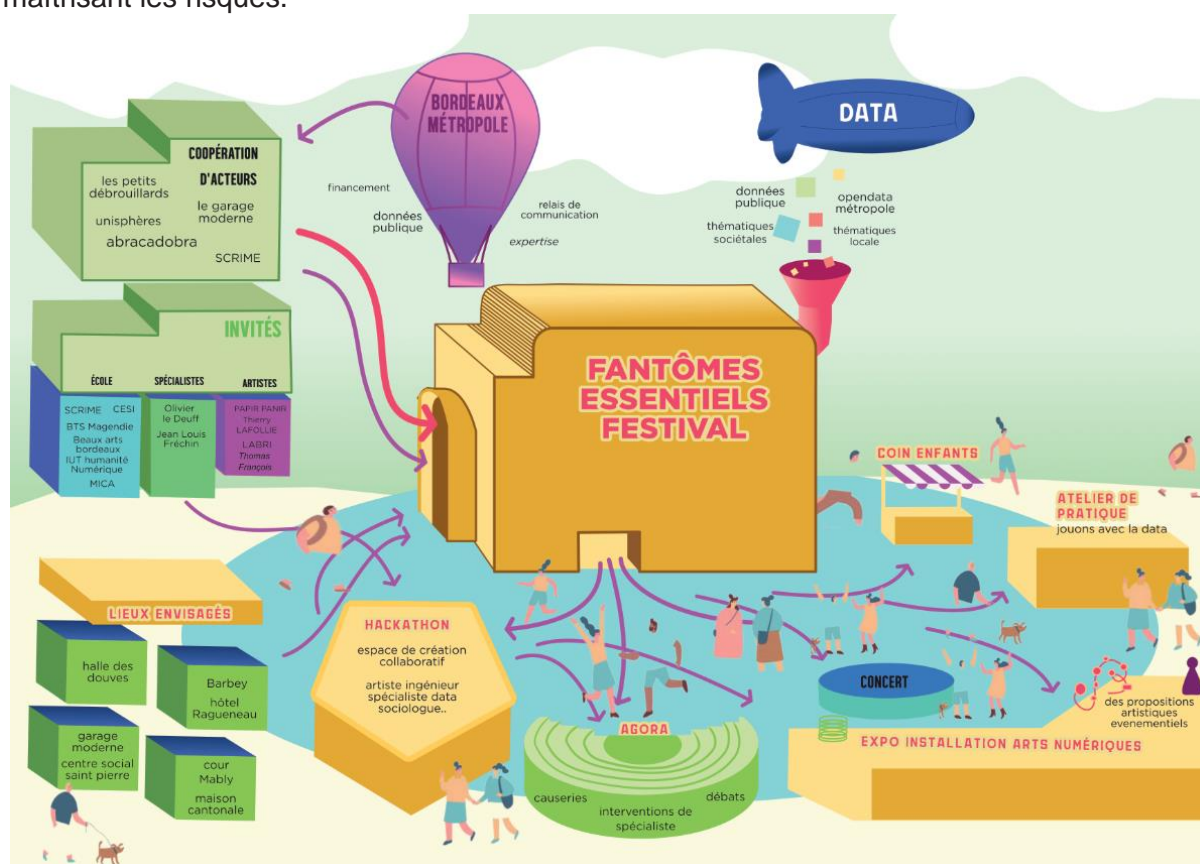 maîtrisant les risques.
BORDEAUX
MÉTROPOLE
DATA
COOPÉRATION
D'ACTEURS
les petits
débrouillards
le garage
moderne
unisphères
abracadobra
SCRIME
financement
données
publique
relais de
communication
expertise
données
publique
opendata
métropole
thématiques
sociétales
thématiques
locale
INVITÉS
ÉCOLE
SPÉCIALISTES
ARTISTES
SCRIME CESI
BTS Magendie
Beaux arts
bordeaux
IUT humanité
Numérique
MICA
Olivier
le Deuff
Jean Louis
Fréchin
PAPIR PANIR
Thierry
LAFOLLIE
LABRI
Thomas
François
FANTÔMES
ESSENTIELS
FESTIVAL
COIN ENFANTS
ATELIER DE
PRATIQUE
jouons avec la data
LIEUX ENVISAGÉS
halle des
douves
Barbey
hôtel
Ragueneau
garage
moderne
centre social
saint pierre
cour
Mably
maison
cantonale
HACKATHON
espace de création
collaboratif
artiste ingénieur
spécialiste data
sociologue..
AGORA
causeries
débats
interventions de
spécialiste
CONCERT
des propositions
artistiques
evenementiels
EXPO INSTALLATION ARTS NUMÉRIQUES